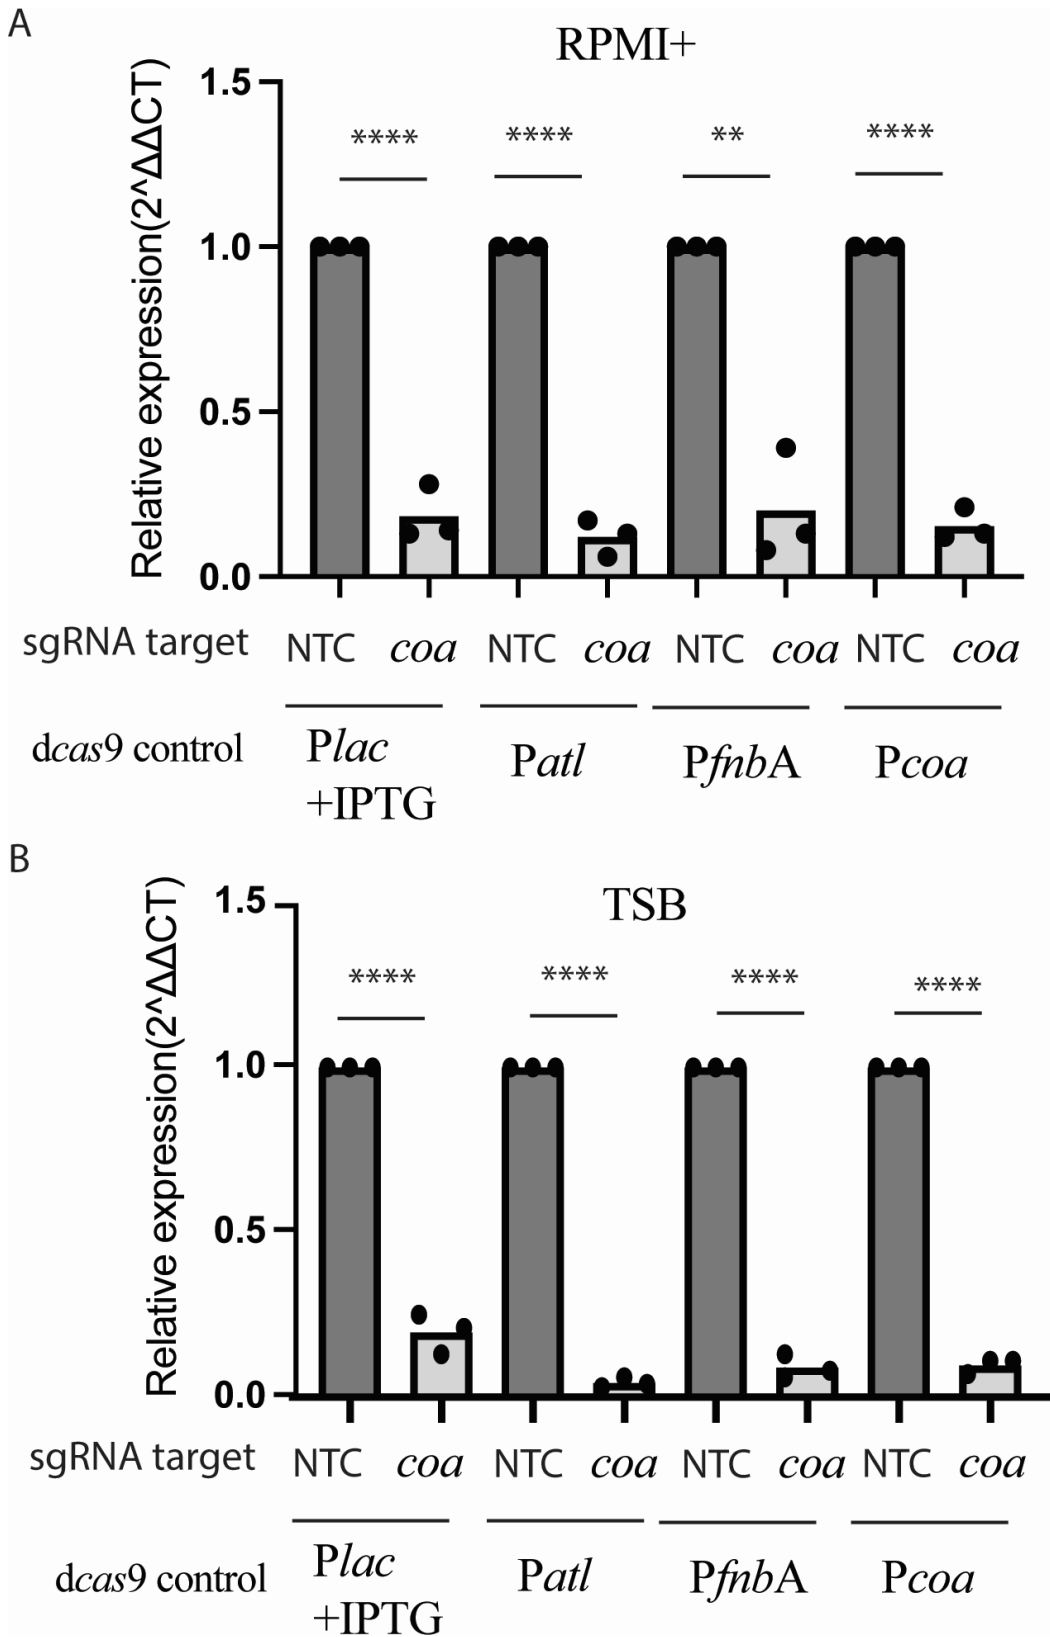 A
RPMI+
Relative expression(2^ΔΔCT)
1.5
1.0
0.5
0.0
**** **** ** ****
sgRNA target NTC coa NTC coa NTC coa NTC coa
dcas9 control Plac +IPTG Patl PfnbA Pcoa
B
TSB
Relative expression(2^ΔΔCT)
1.5
1.0
0.5
0.0
**** **** **** ****
sgRNA target NTC coa NTC coa NTC coa NTC coa
dcas9 control Plac +IPTG Patl PfnbA Pcoa